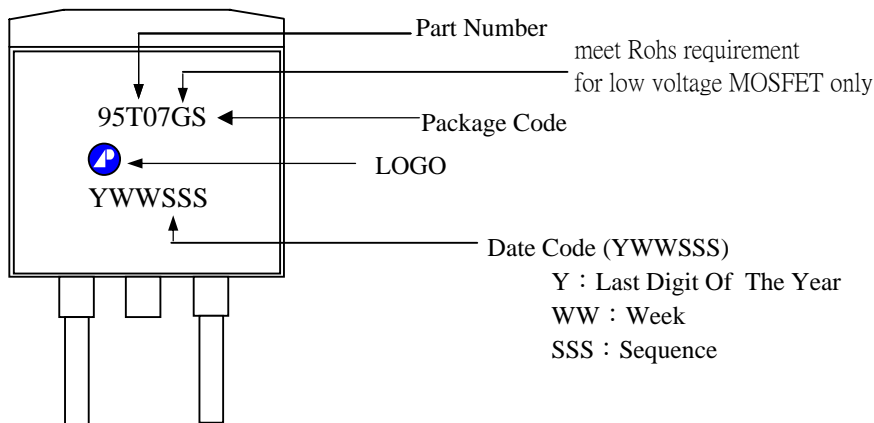 Part Number
meet Rohs requirement
for low voltage MOSFET only
95T07GS
Package Code
LOGO
YWWSSS
Date Code (YWWSSS)
Y：Last Digit Of The Year
WW：Week
SSS：Sequence